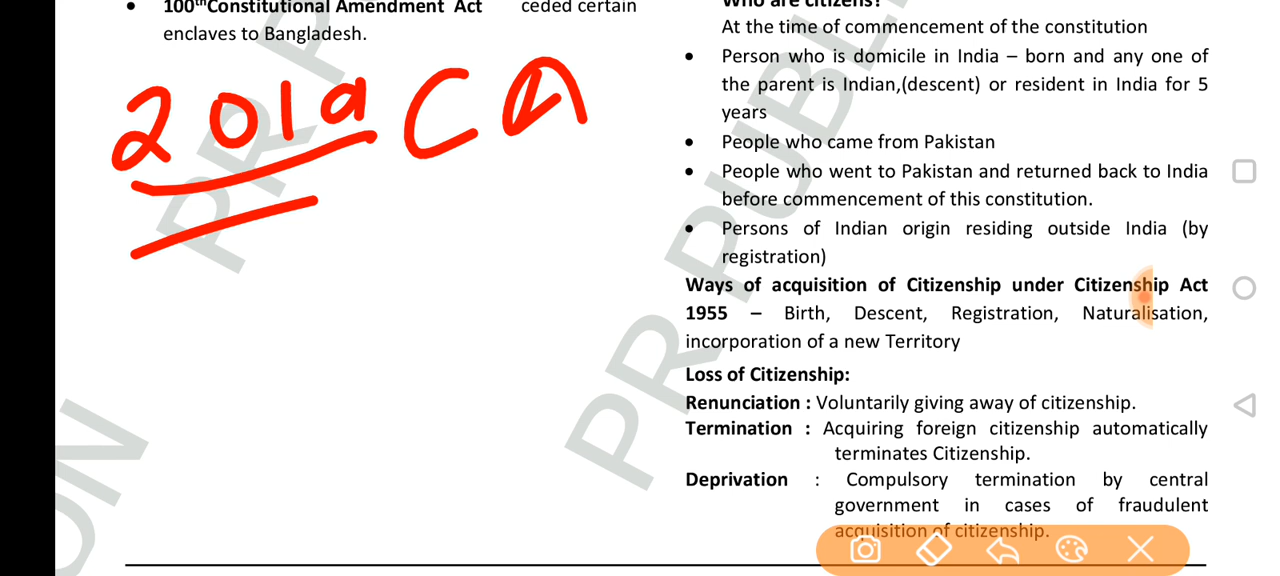 • 100thConstitutional Amendment Act ceded certain
enclaves to Bangladesh.
2019 CA
Who are citizens?
At the time of commencement of the constitution
• Person who is domicile in India – born and any one of
the parent is Indian,(descent) or resident in India for 5
years
• People who came from Pakistan
• People who went to Pakistan and returned back to India
before commencement of this constitution.
• Persons of Indian origin residing outside India (by
registration)
Ways of acquisition of Citizenship under Citizenship Act
1955 – Birth, Descent, Registration, Naturalisation,
incorporation of a new Territory
Loss of Citizenship:
Renunciation : Voluntarily giving away of citizenship.
Termination : Acquiring foreign citizenship automatically
terminates Citizenship.
Deprivation : Compulsory termination by central
government in cases of fraudulent
acquisition of citizenship.